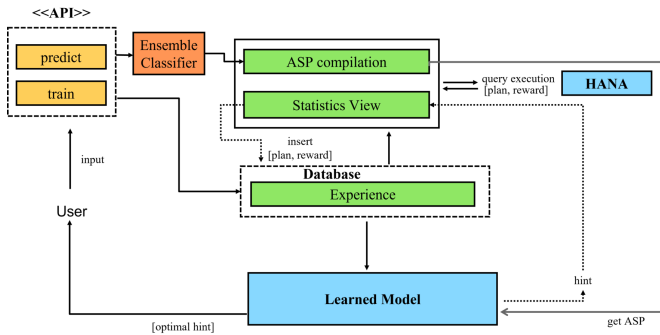 <<API>>
predict
train
Ensemble
Classifier
ASP compilation
Statistics View
query execution
[plan, reward]
HANA
insert
[plan, reward]
Database
Experience
input
User
Learned Model
hint
[optimal hint]
get ASP